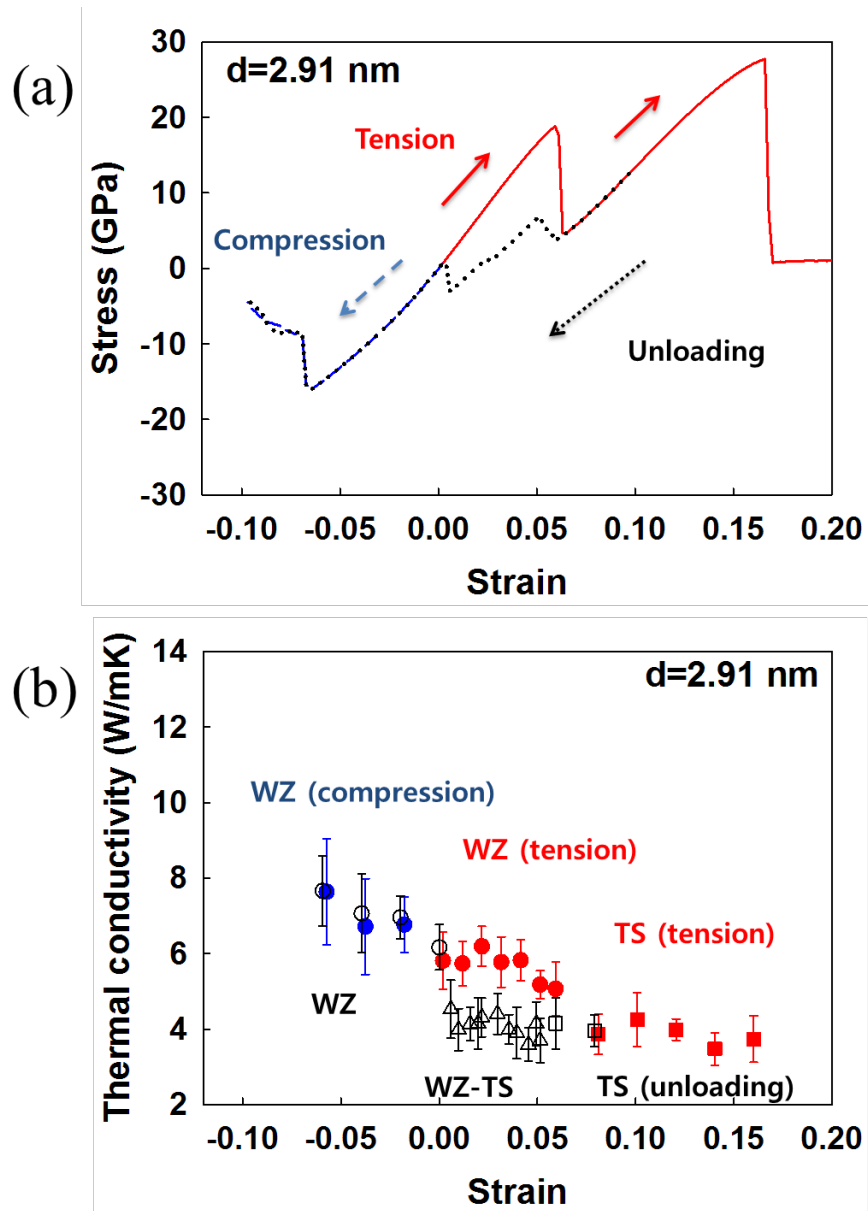 (a)
d=2.91 nm
Tension
Compression
Unloading
Stress (GPa)
30
20
10
0
-10
-20
-30
-0.10 -0.05 0.00 0.05 0.10 0.15 0.20
Strain
(b)
d=2.91 nm
WZ (compression)
WZ (tension)
TS (tension)
WZ
WZ-TS
TS (unloading)
Thermal conductivity (W/mK)
14
12
10
8
6
4
2
-0.10 -0.05 0.00 0.05 0.10 0.15 0.20
Strain